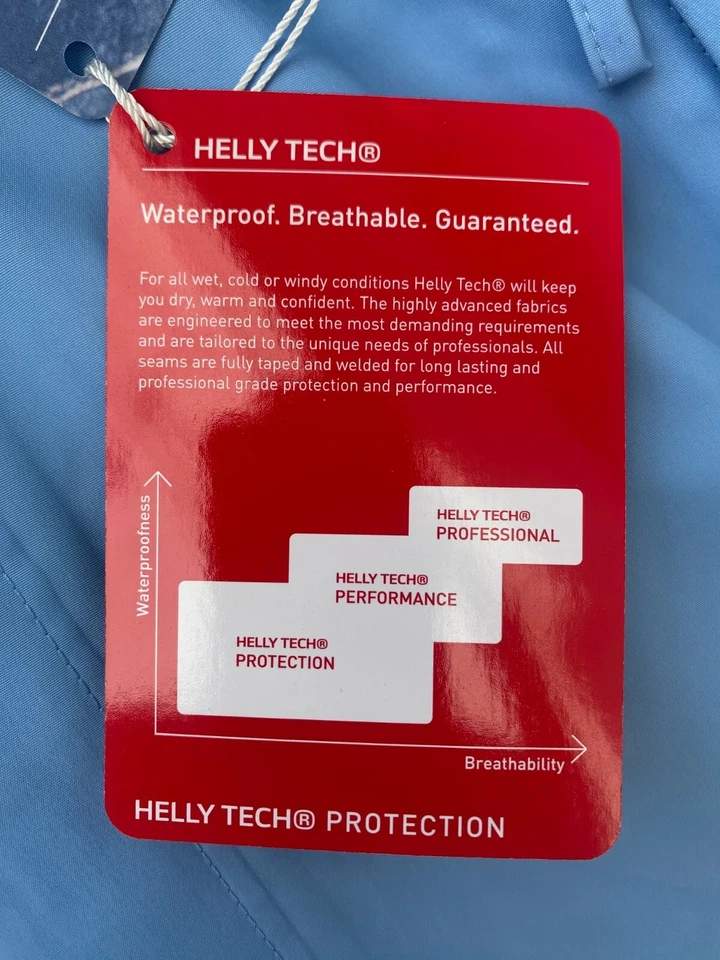 HELLY TECH®
Waterproof. Breathable. Guaranteed.
For all wet, cold or windy conditions Helly Tech® will keep
you dry, warm and confident. The highly advanced fabrics
are engineered to meet the most demanding requirements
and are tailored to the unique needs of professionals. All
seams are fully taped and welded for long lasting and
professional grade protection and performance.
Waterproofness
HELLY TECH®
PROFESSIONAL
HELLY TECH®
PERFORMANCE
HELLY TECH®
PROTECTION
Breathability
HELLY TECH® PROTECTION